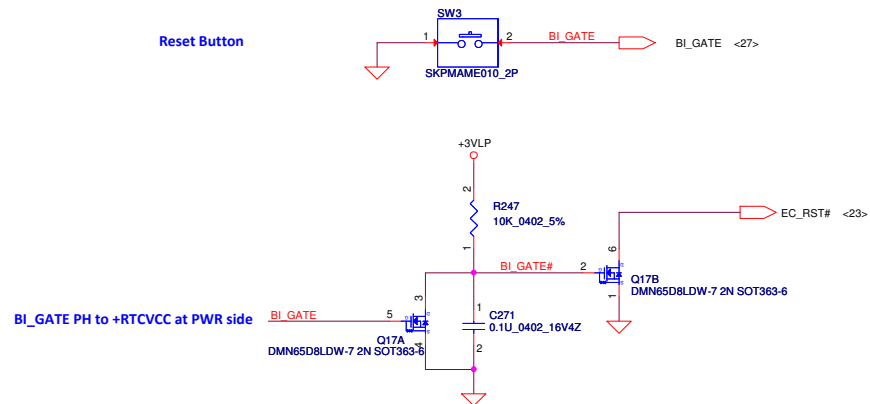 SW3
Reset Button
1
2
BI_GATE
BI_GATE <27>
SKPMAME010_2P
+3VLP
2
R247
10K_0402_5%
1
EC_RST# <23>
6
BI_GATE#
2
Q17B
DMN65D8LDW-7 2N SOT363-6
1
3
1
BI_GATE PH to +RTCVCC at PWR side
BI_GATE
5
C271
0.1U_0402_16V4Z
Q17A
4
2
DMN65D8LDW-7 2N SOT363-6